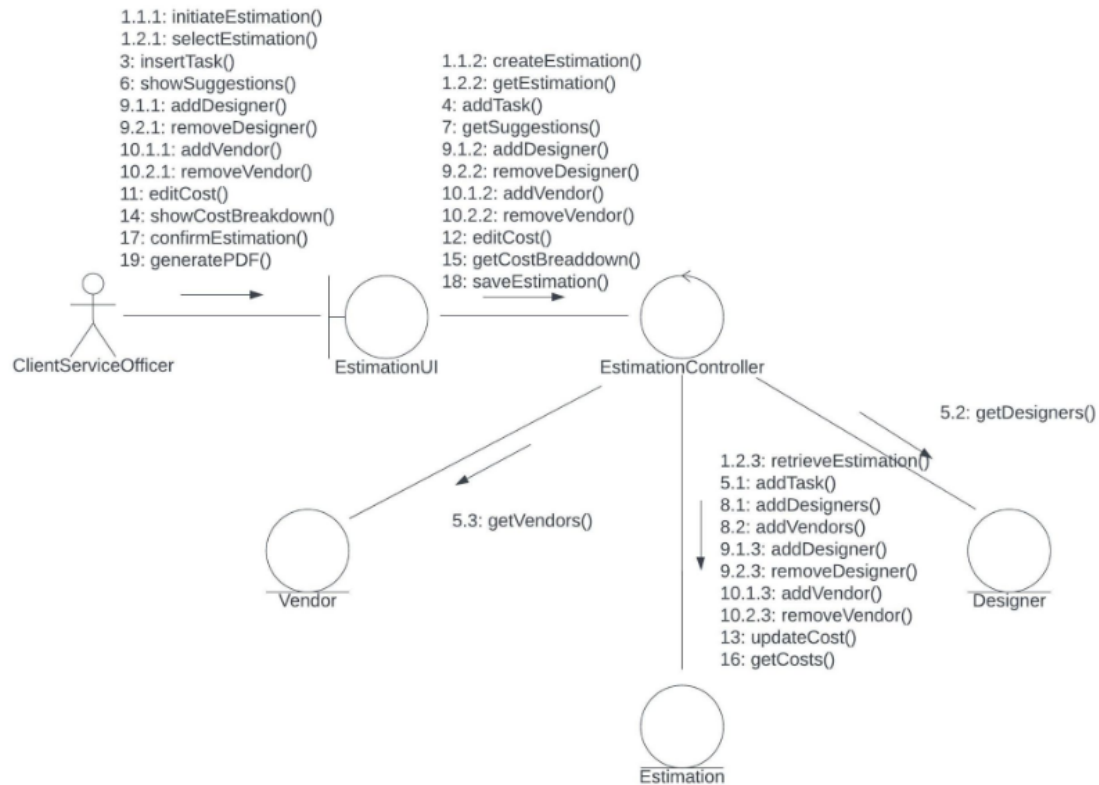 1.1.1: initiateEstimation()
1.2.1: selectEstimation()
3: insertTask()
6: showSuggestions()
9.1.1: addDesigner()
9.2.1: removeDesigner()
10.1.1: addVendor()
10.2.1: removeVendor()
11: editCost()
14: showCostBreakdown()
17: confirmEstimation()
19: generatePDF()
1.1.2: createEstimation()
1.2.2: getEstimation()
4: addTask()
7: getSuggestions()
9.1.2: addDesigner()
9.2.2: removeDesigner()
10.1.2: addVendor()
10.2.2: removeVendor()
12: editCost()
15: getCostBreaddown()
18: saveEstimation()
ClientServiceOfficer
EstimationUI
EstimationController
5.2: getDesigners()
1.2.3: retrieveEstimation()
5.1: addTask()
8.1: addDesigners()
8.2: addVendors()
9.1.3: addDesigner()
9.2.3: removeDesigner()
10.1.3: addVendor()
10.2.3: removeVendor()
13: updateCost()
16: getCosts()
5.3: getVendors()
Vendor
Designer
Estimation